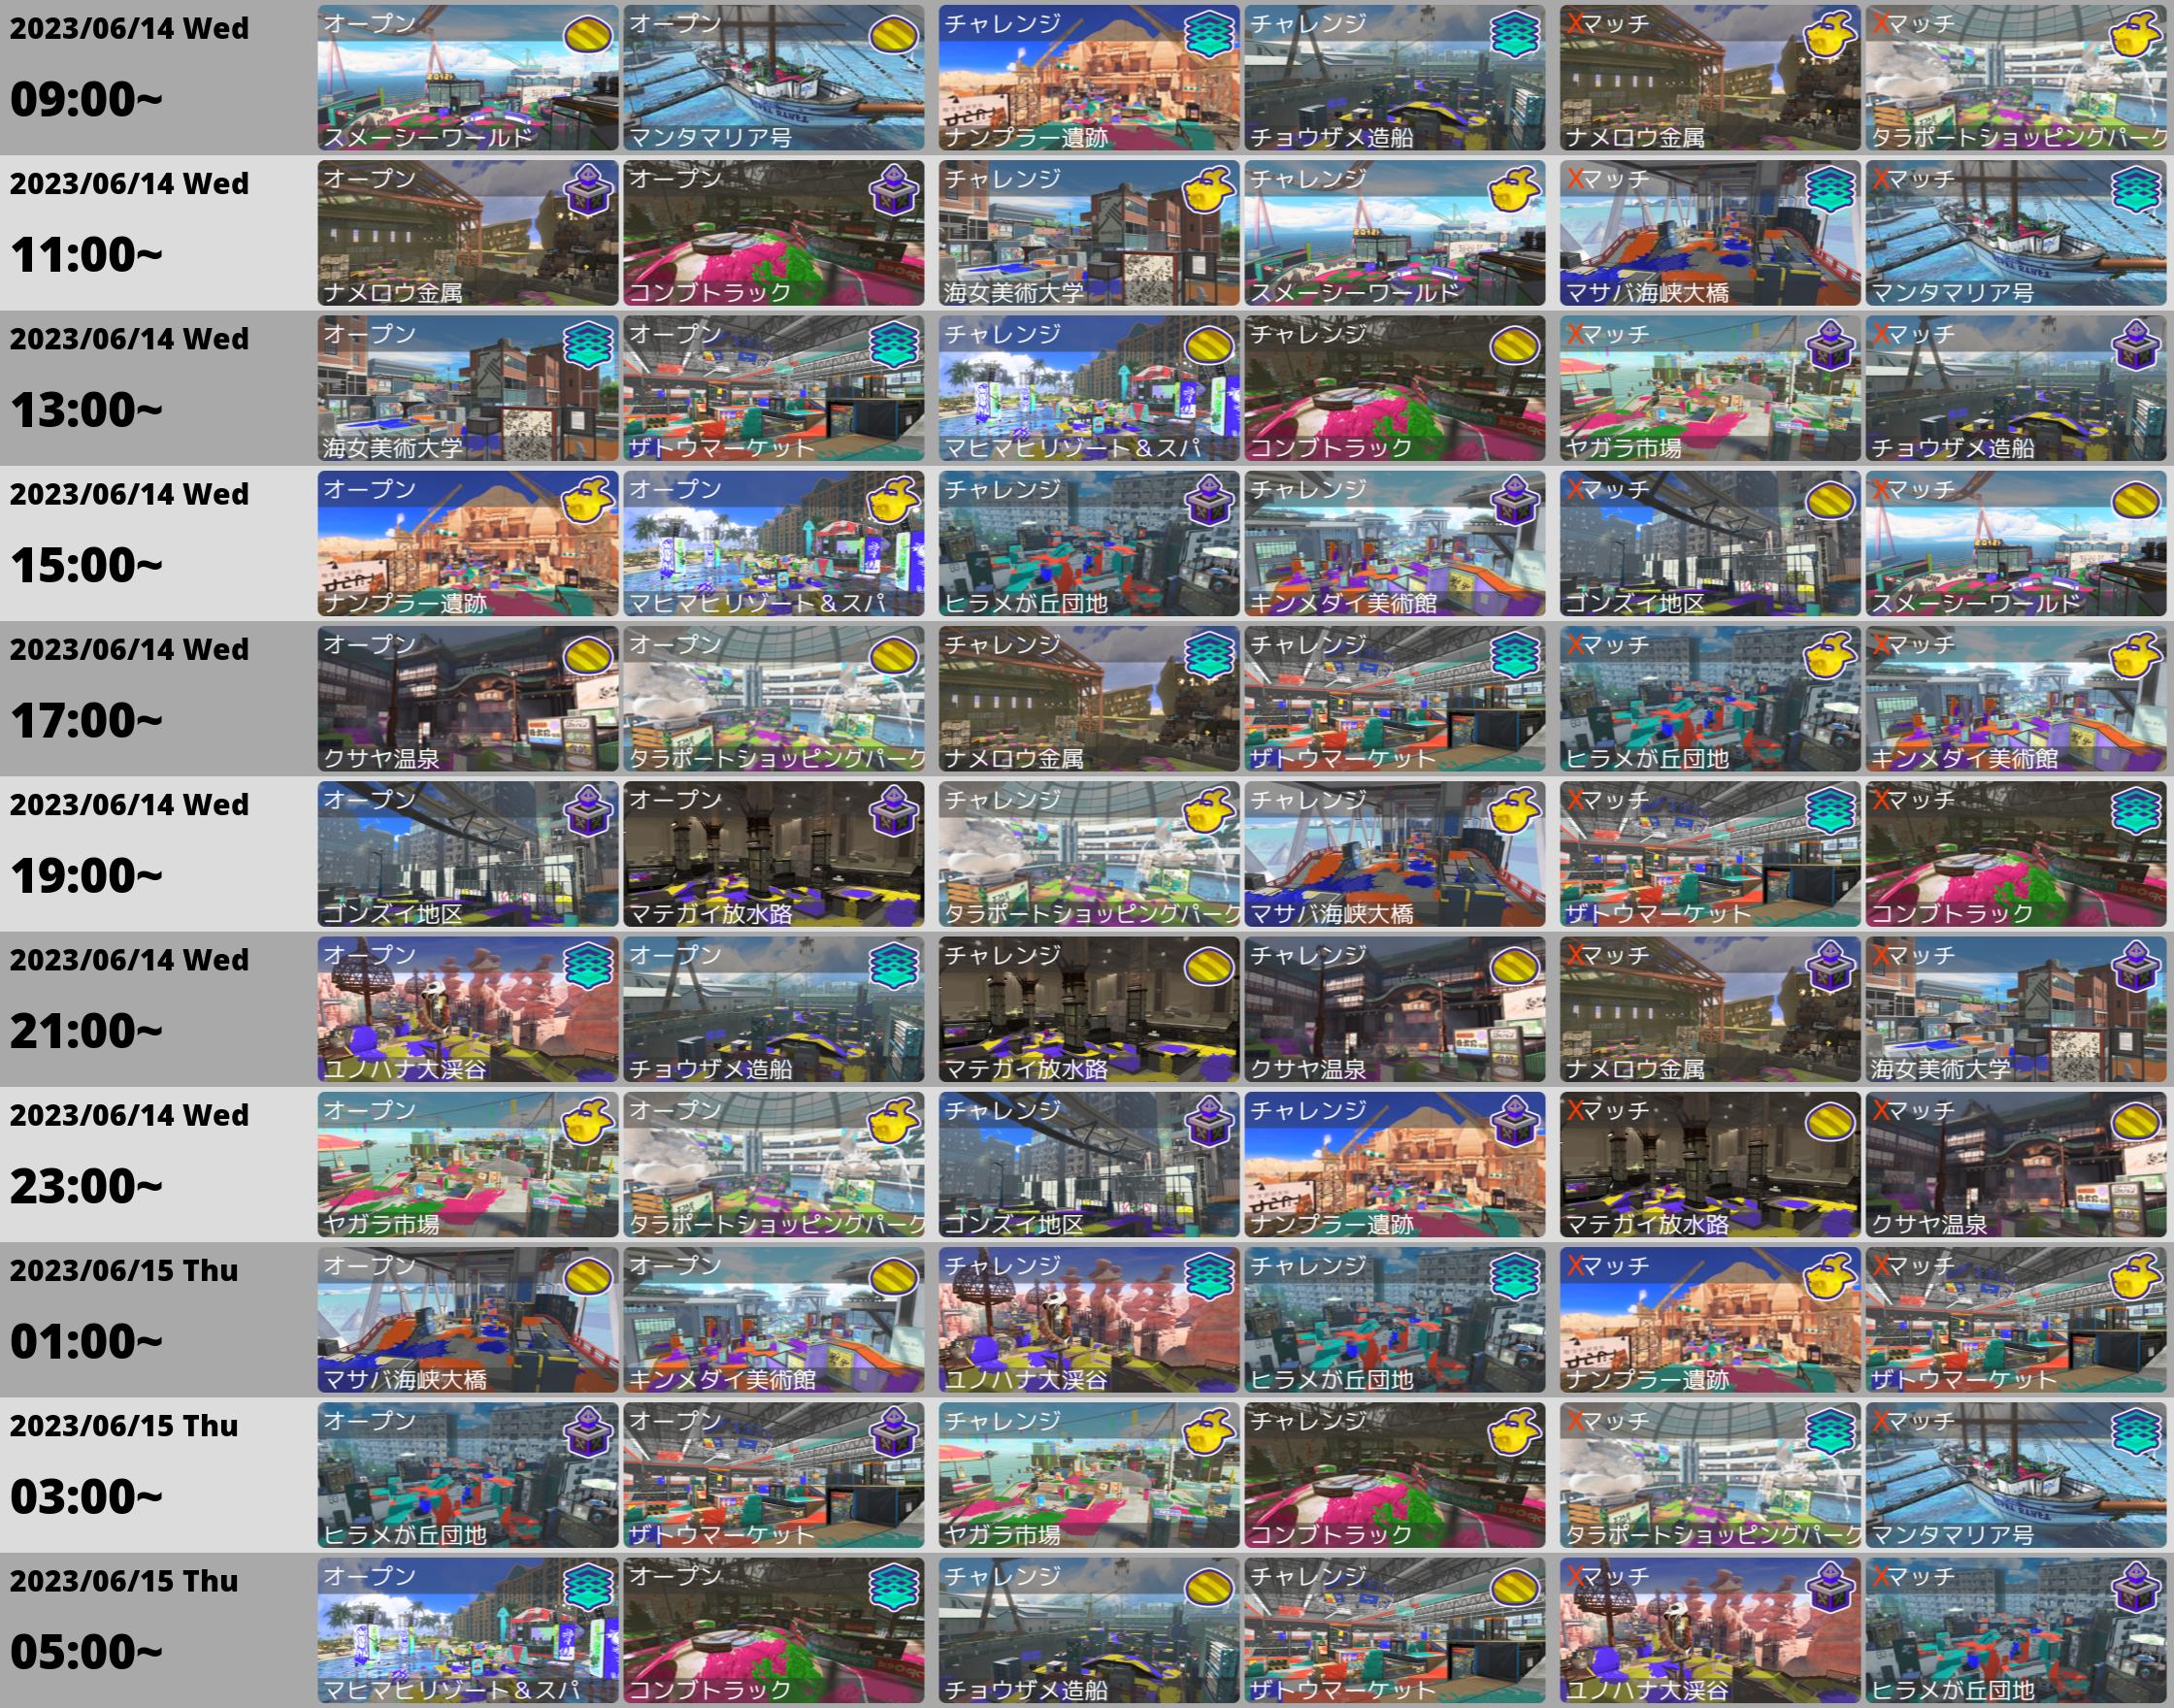 2023/06/14 Wed
09:00~
オープン
スメーシーワールド
オープン
マンタマリア号
チャレンジ
ナンプラー遺跡
チャレンジ
チョウザメ造船
Xマッチ
ナメロウ金属
Xマッチ
タラポートショッピングパーク
2023/06/14 Wed
11:00~
オープン
ナメロウ金属
オープン
コンブトラック
チャレンジ
海女美術大学
チャレンジ
スメーシーワールド
Xマッチ
マサバ海峡大橋
Xマッチ
マンタマリア号
2023/06/14 Wed
13:00~
オープン
海女美術大学
オープン
ザトウマーケット
チャレンジ
マヒマヒリゾート＆スパ
チャレンジ
コンブトラック
Xマッチ
ヤガラ市場
Xマッチ
チョウザメ造船
2023/06/14 Wed
15:00~
オープン
ナンプラー遺跡
オープン
マヒマヒリゾート＆スパ
チャレンジ
ヒラメが丘団地
チャレンジ
キンメダイ美術館
Xマッチ
ゴンズイ地区
Xマッチ
スメーシーワールド
2023/06/14 Wed
17:00~
オープン
クサヤ温泉
オープン
タラポートショッピングパーク
チャレンジ
ナメロウ金属
チャレンジ
ザトウマーケット
Xマッチ
ヒラメが丘団地
Xマッチ
キンメダイ美術館
2023/06/14 Wed
19:00~
オープン
ゴンズイ地区
オープン
マテガイ放水路
チャレンジ
タラポートショッピングパーク
チャレンジ
マサバ海峡大橋
Xマッチ
ザトウマーケット
Xマッチ
コンブトラック
2023/06/14 Wed
21:00~
オープン
ユノハナ大渓谷
オープン
チョウザメ造船
チャレンジ
マテガイ放水路
チャレンジ
クサヤ温泉
Xマッチ
ナメロウ金属
Xマッチ
海女美術大学
2023/06/14 Wed
23:00~
オープン
ヤガラ市場
オープン
タラポートショッピングパーク
チャレンジ
ゴンズイ地区
チャレンジ
ナンプラー遺跡
Xマッチ
マテガイ放水路
Xマッチ
クサヤ温泉
2023/06/15 Thu
01:00~
オープン
マサバ海峡大橋
オープン
キンメダイ美術館
チャレンジ
ユノハナ大渓谷
チャレンジ
ヒラメが丘団地
Xマッチ
ナンプラー遺跡
Xマッチ
ザトウマーケット
2023/06/15 Thu
03:00~
オープン
ヒラメが丘団地
オープン
ザトウマーケット
チャレンジ
ヤガラ市場
チャレンジ
コンブトラック
Xマッチ
タラポートショッピングパーク
Xマッチ
マンタマリア号
2023/06/15 Thu
05:00~
オープン
マヒマヒリゾート＆スパ
オープン
コンブトラック
チャレンジ
チョウザメ造船
チャレンジ
ザトウマーケット
Xマッチ
ユノハナ大渓谷
Xマッチ
ヒラメが丘団地